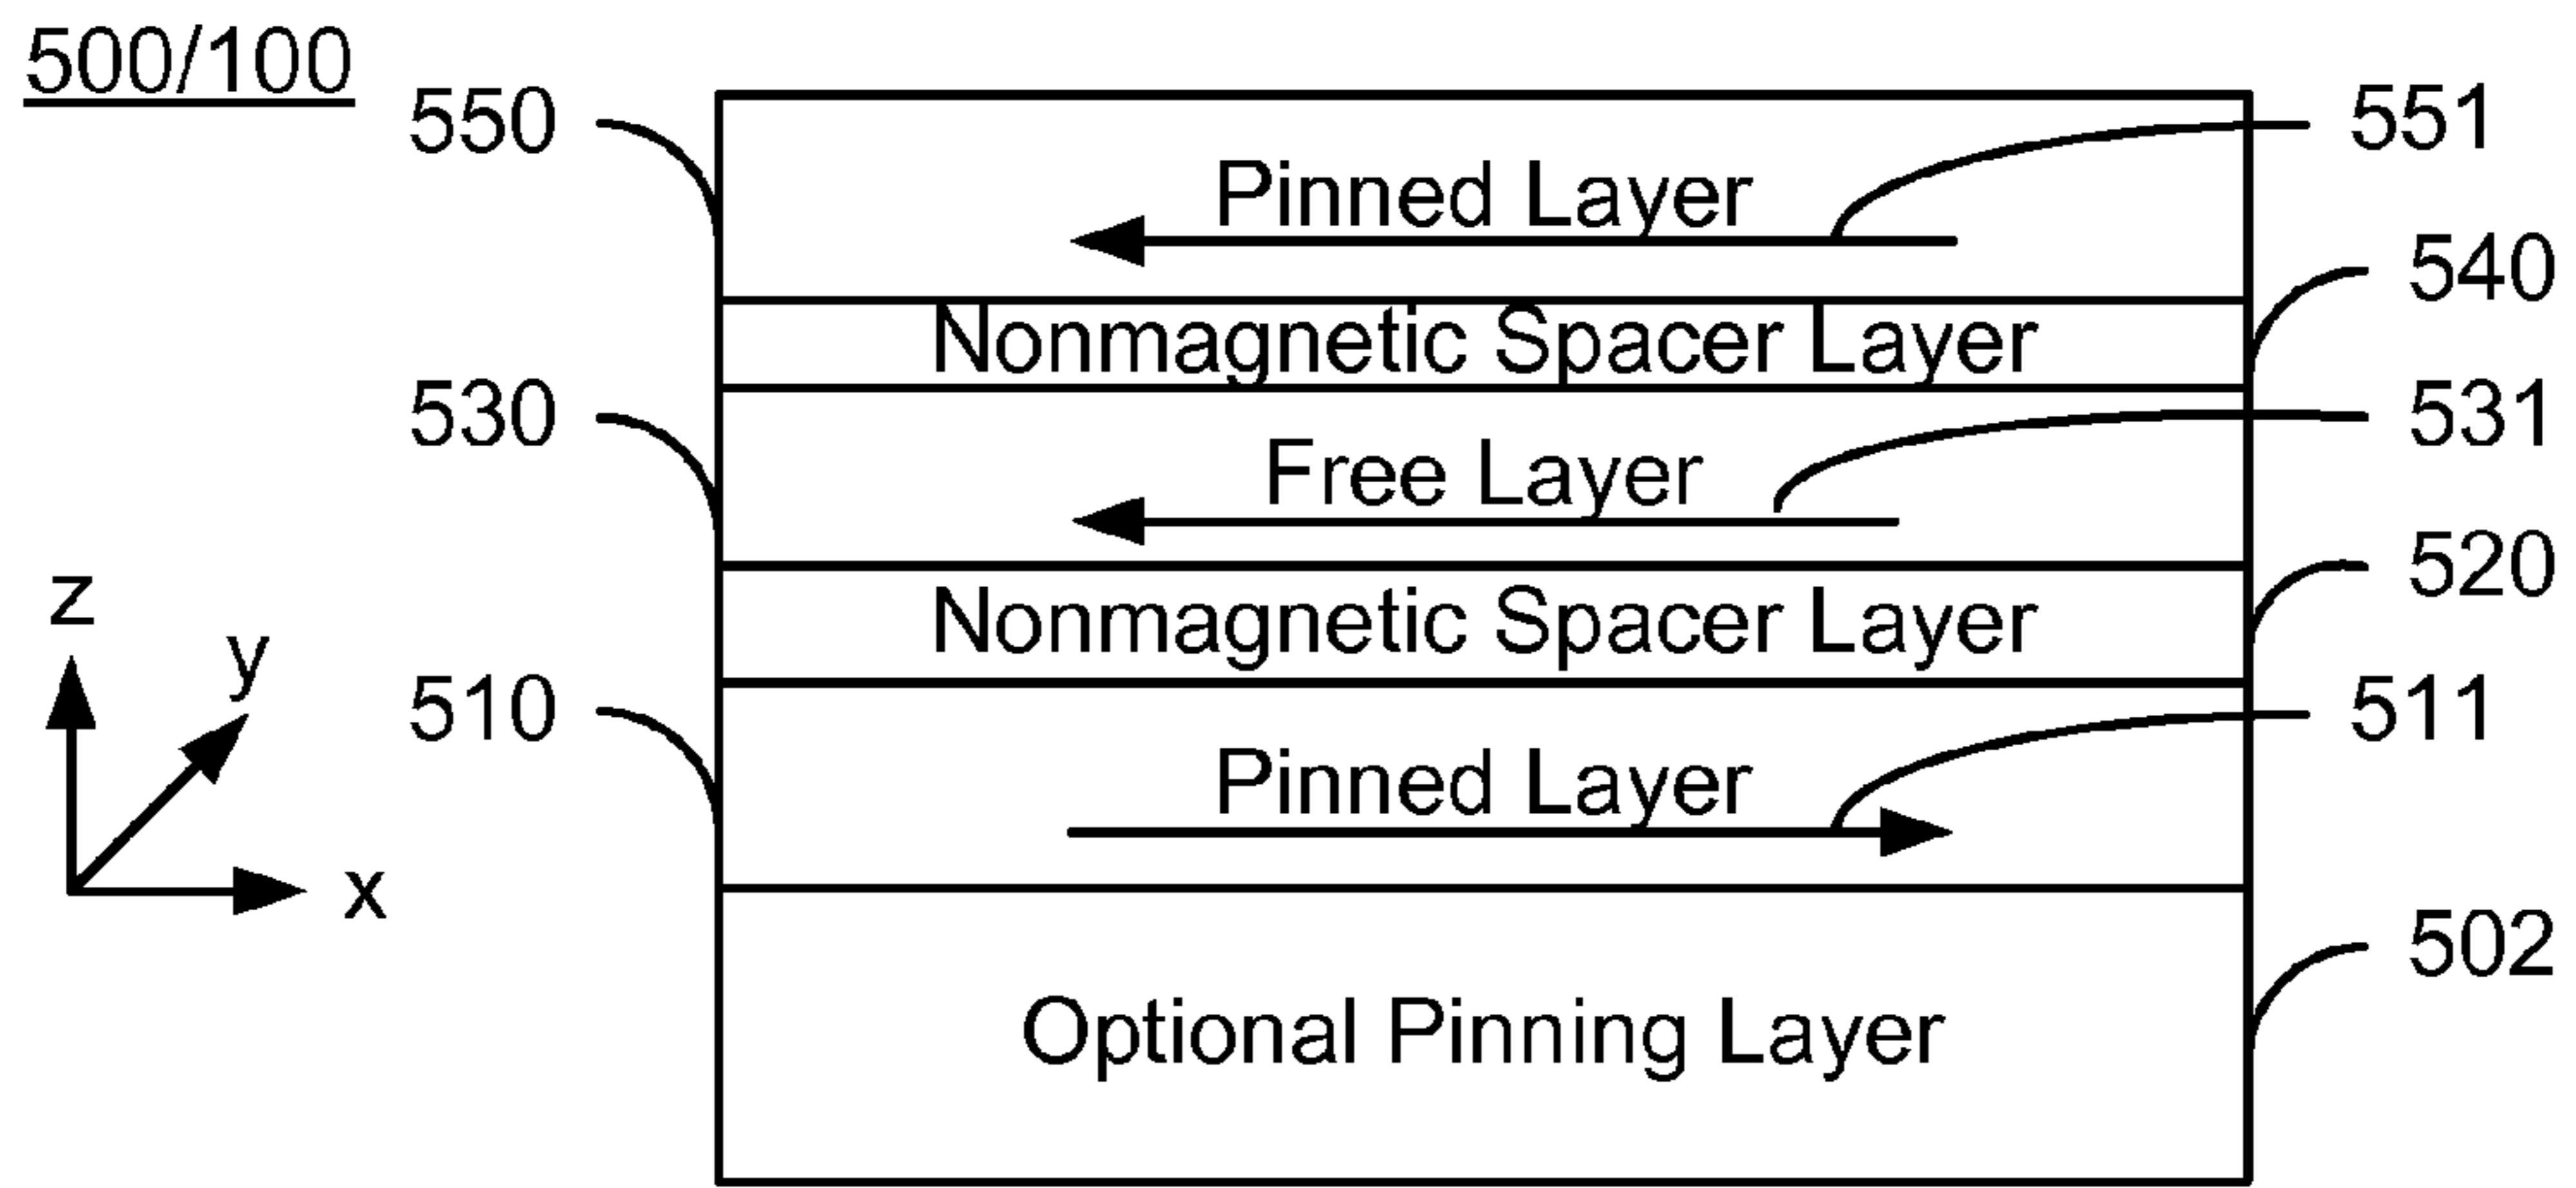 500/100
550
551
Pinned Layer
540
Nonmagnetic Spacer Layer
530
531
Free Layer
520
Nonmagnetic Spacer Layer
z
y
x
510
511
Pinned Layer
502
Optional Pinning Layer